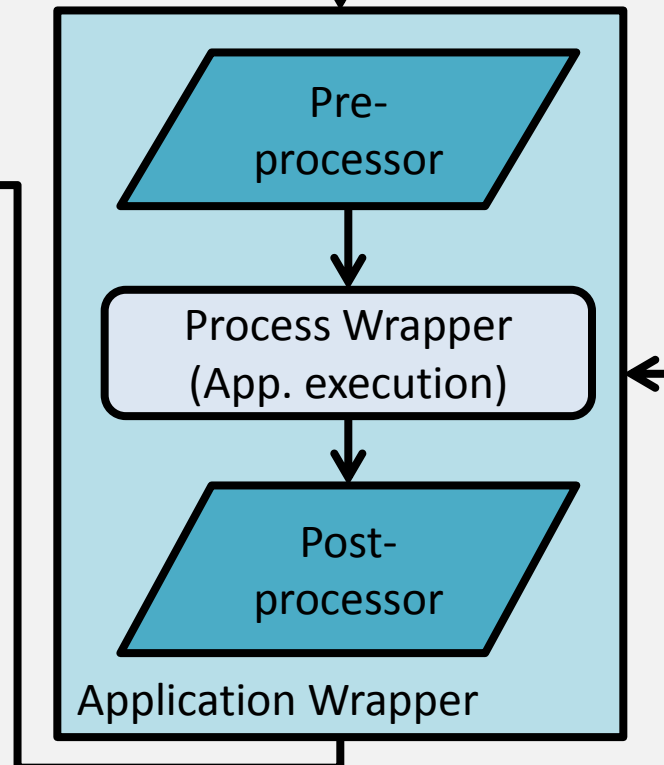 Pre-
processor
Process Wrapper
(App. execution)
Post-
processor
Application Wrapper